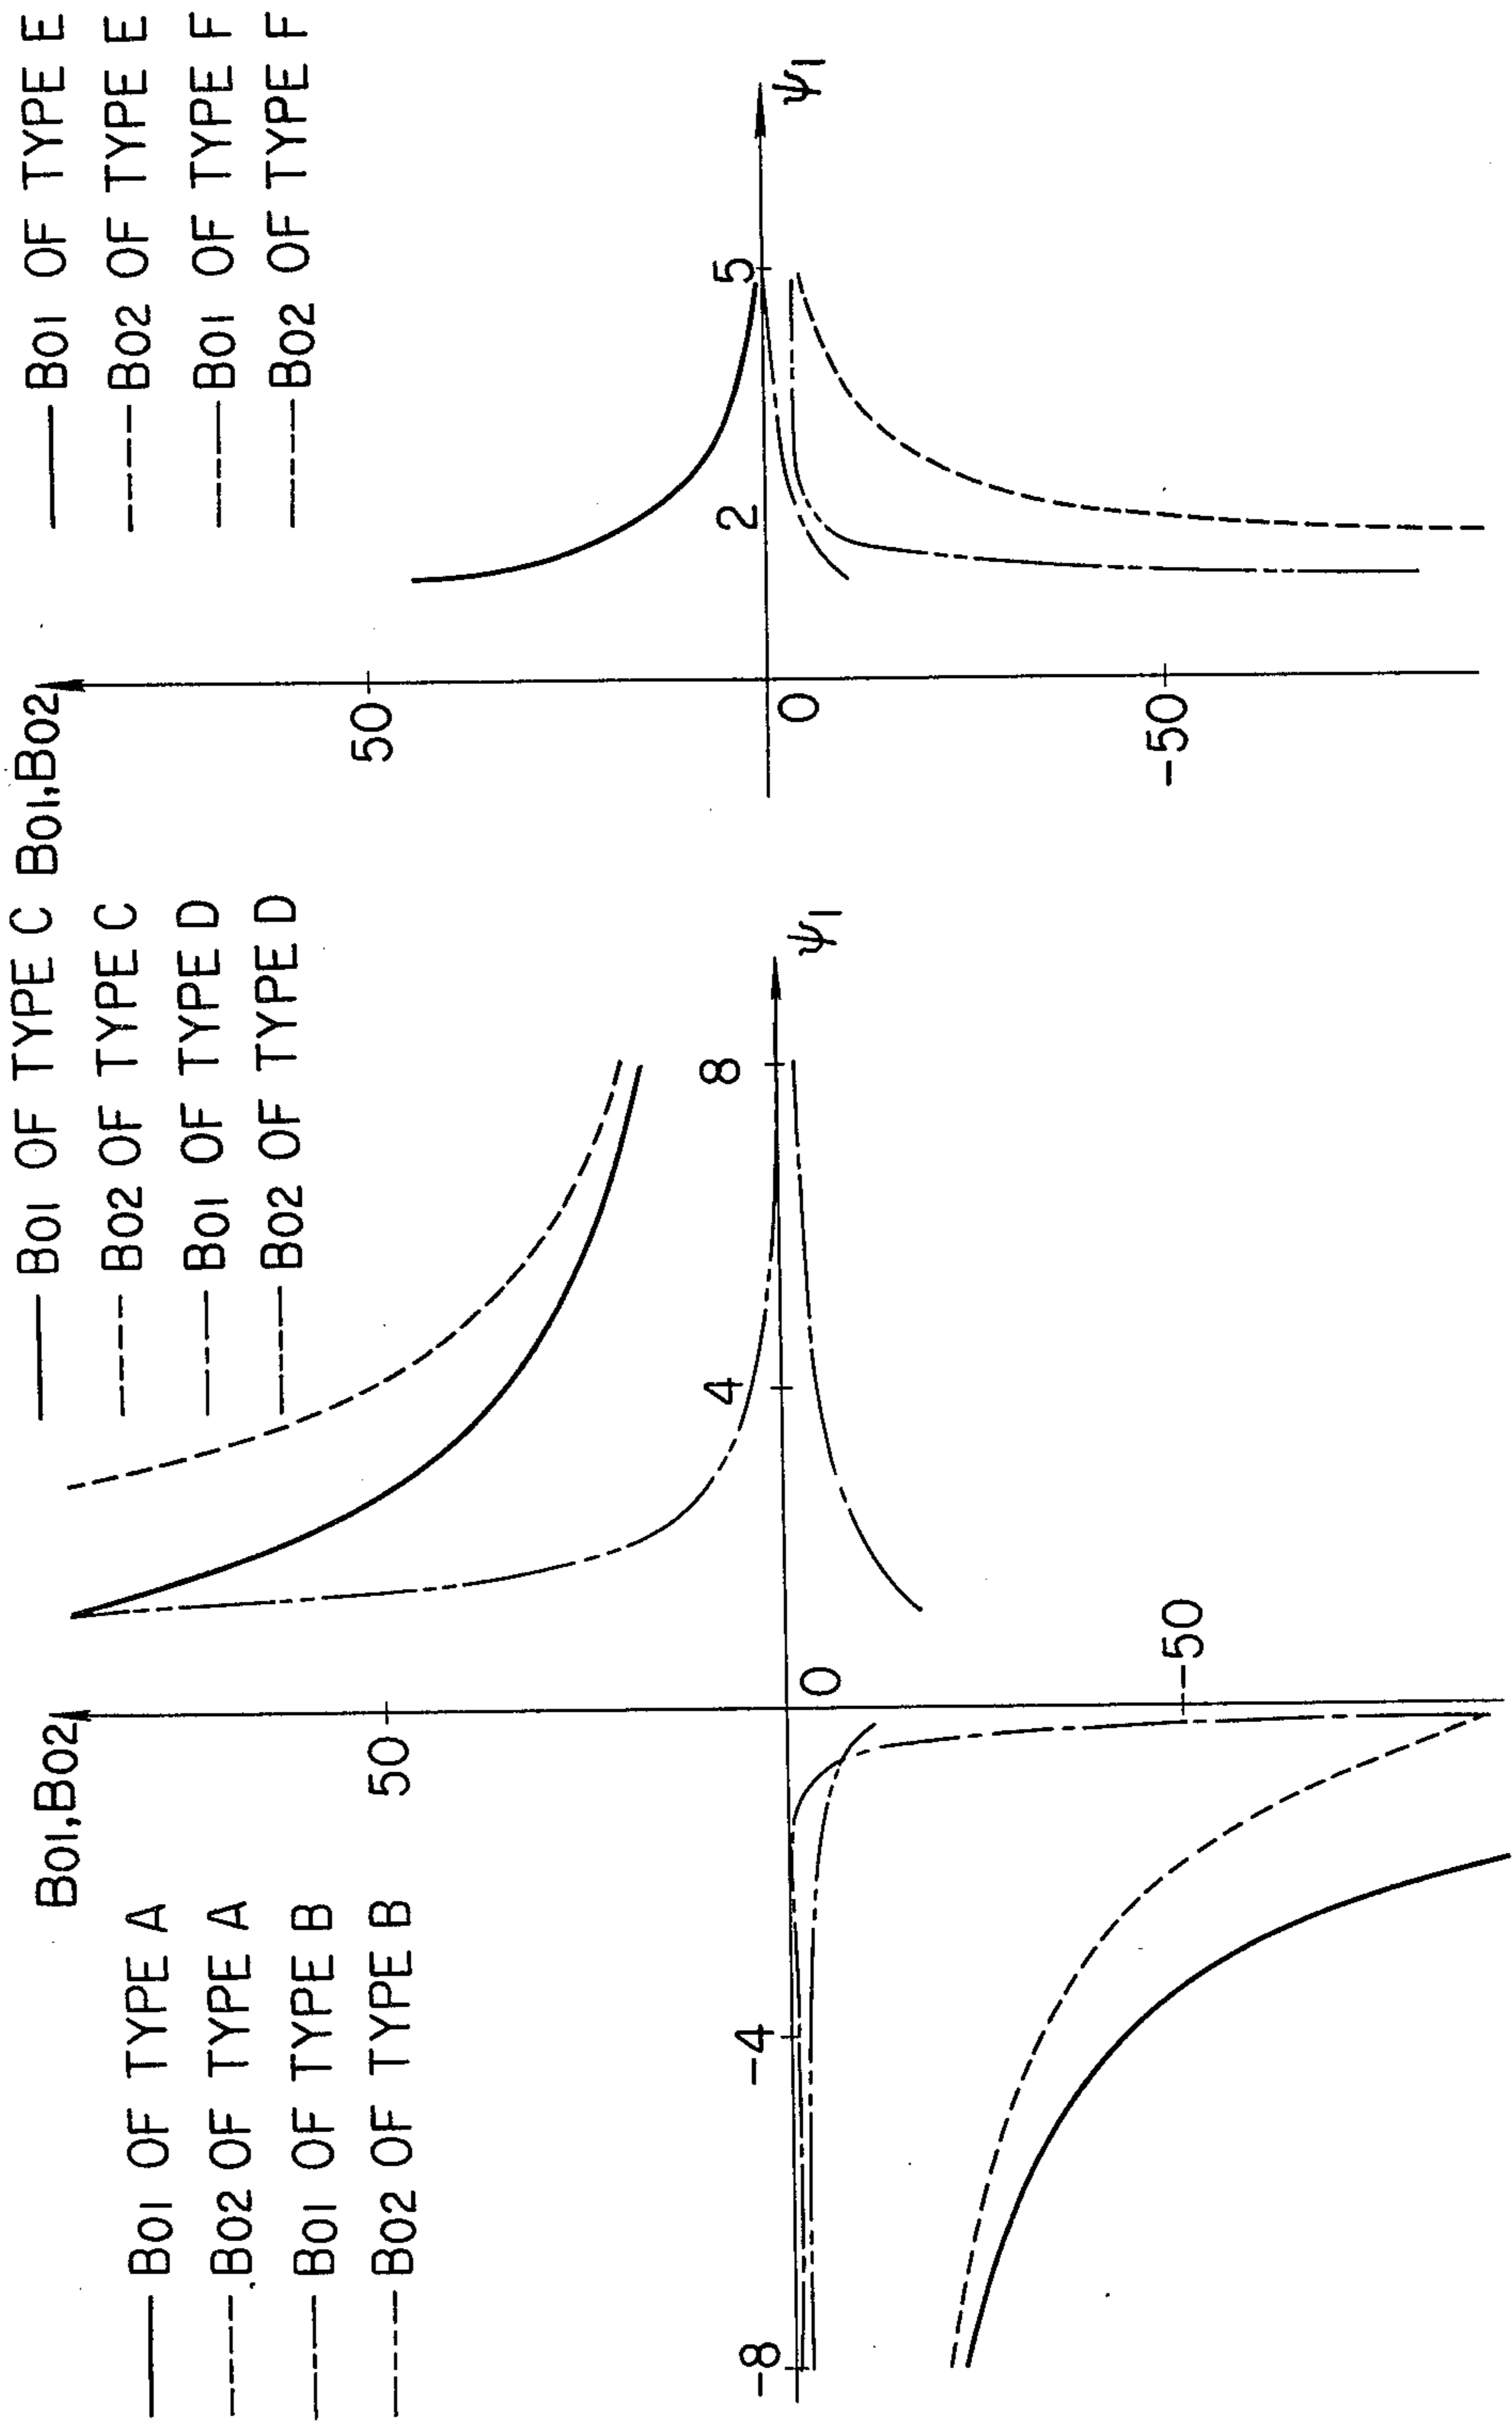 B01, B02
B01 OF TYPE A
B02 OF TYPE A
B01 OF TYPE B
B02 OF TYPE B
B01 OF TYPE C
B02 OF TYPE C
B01 OF TYPE D
B02 OF TYPE D
50
-8
-4
0
4
8
ψ1
-50
B01, B02
B01 OF TYPE E
B02 OF TYPE E
B01 OF TYPE F
B02 OF TYPE F
50
0
2
5
ψ1
-50